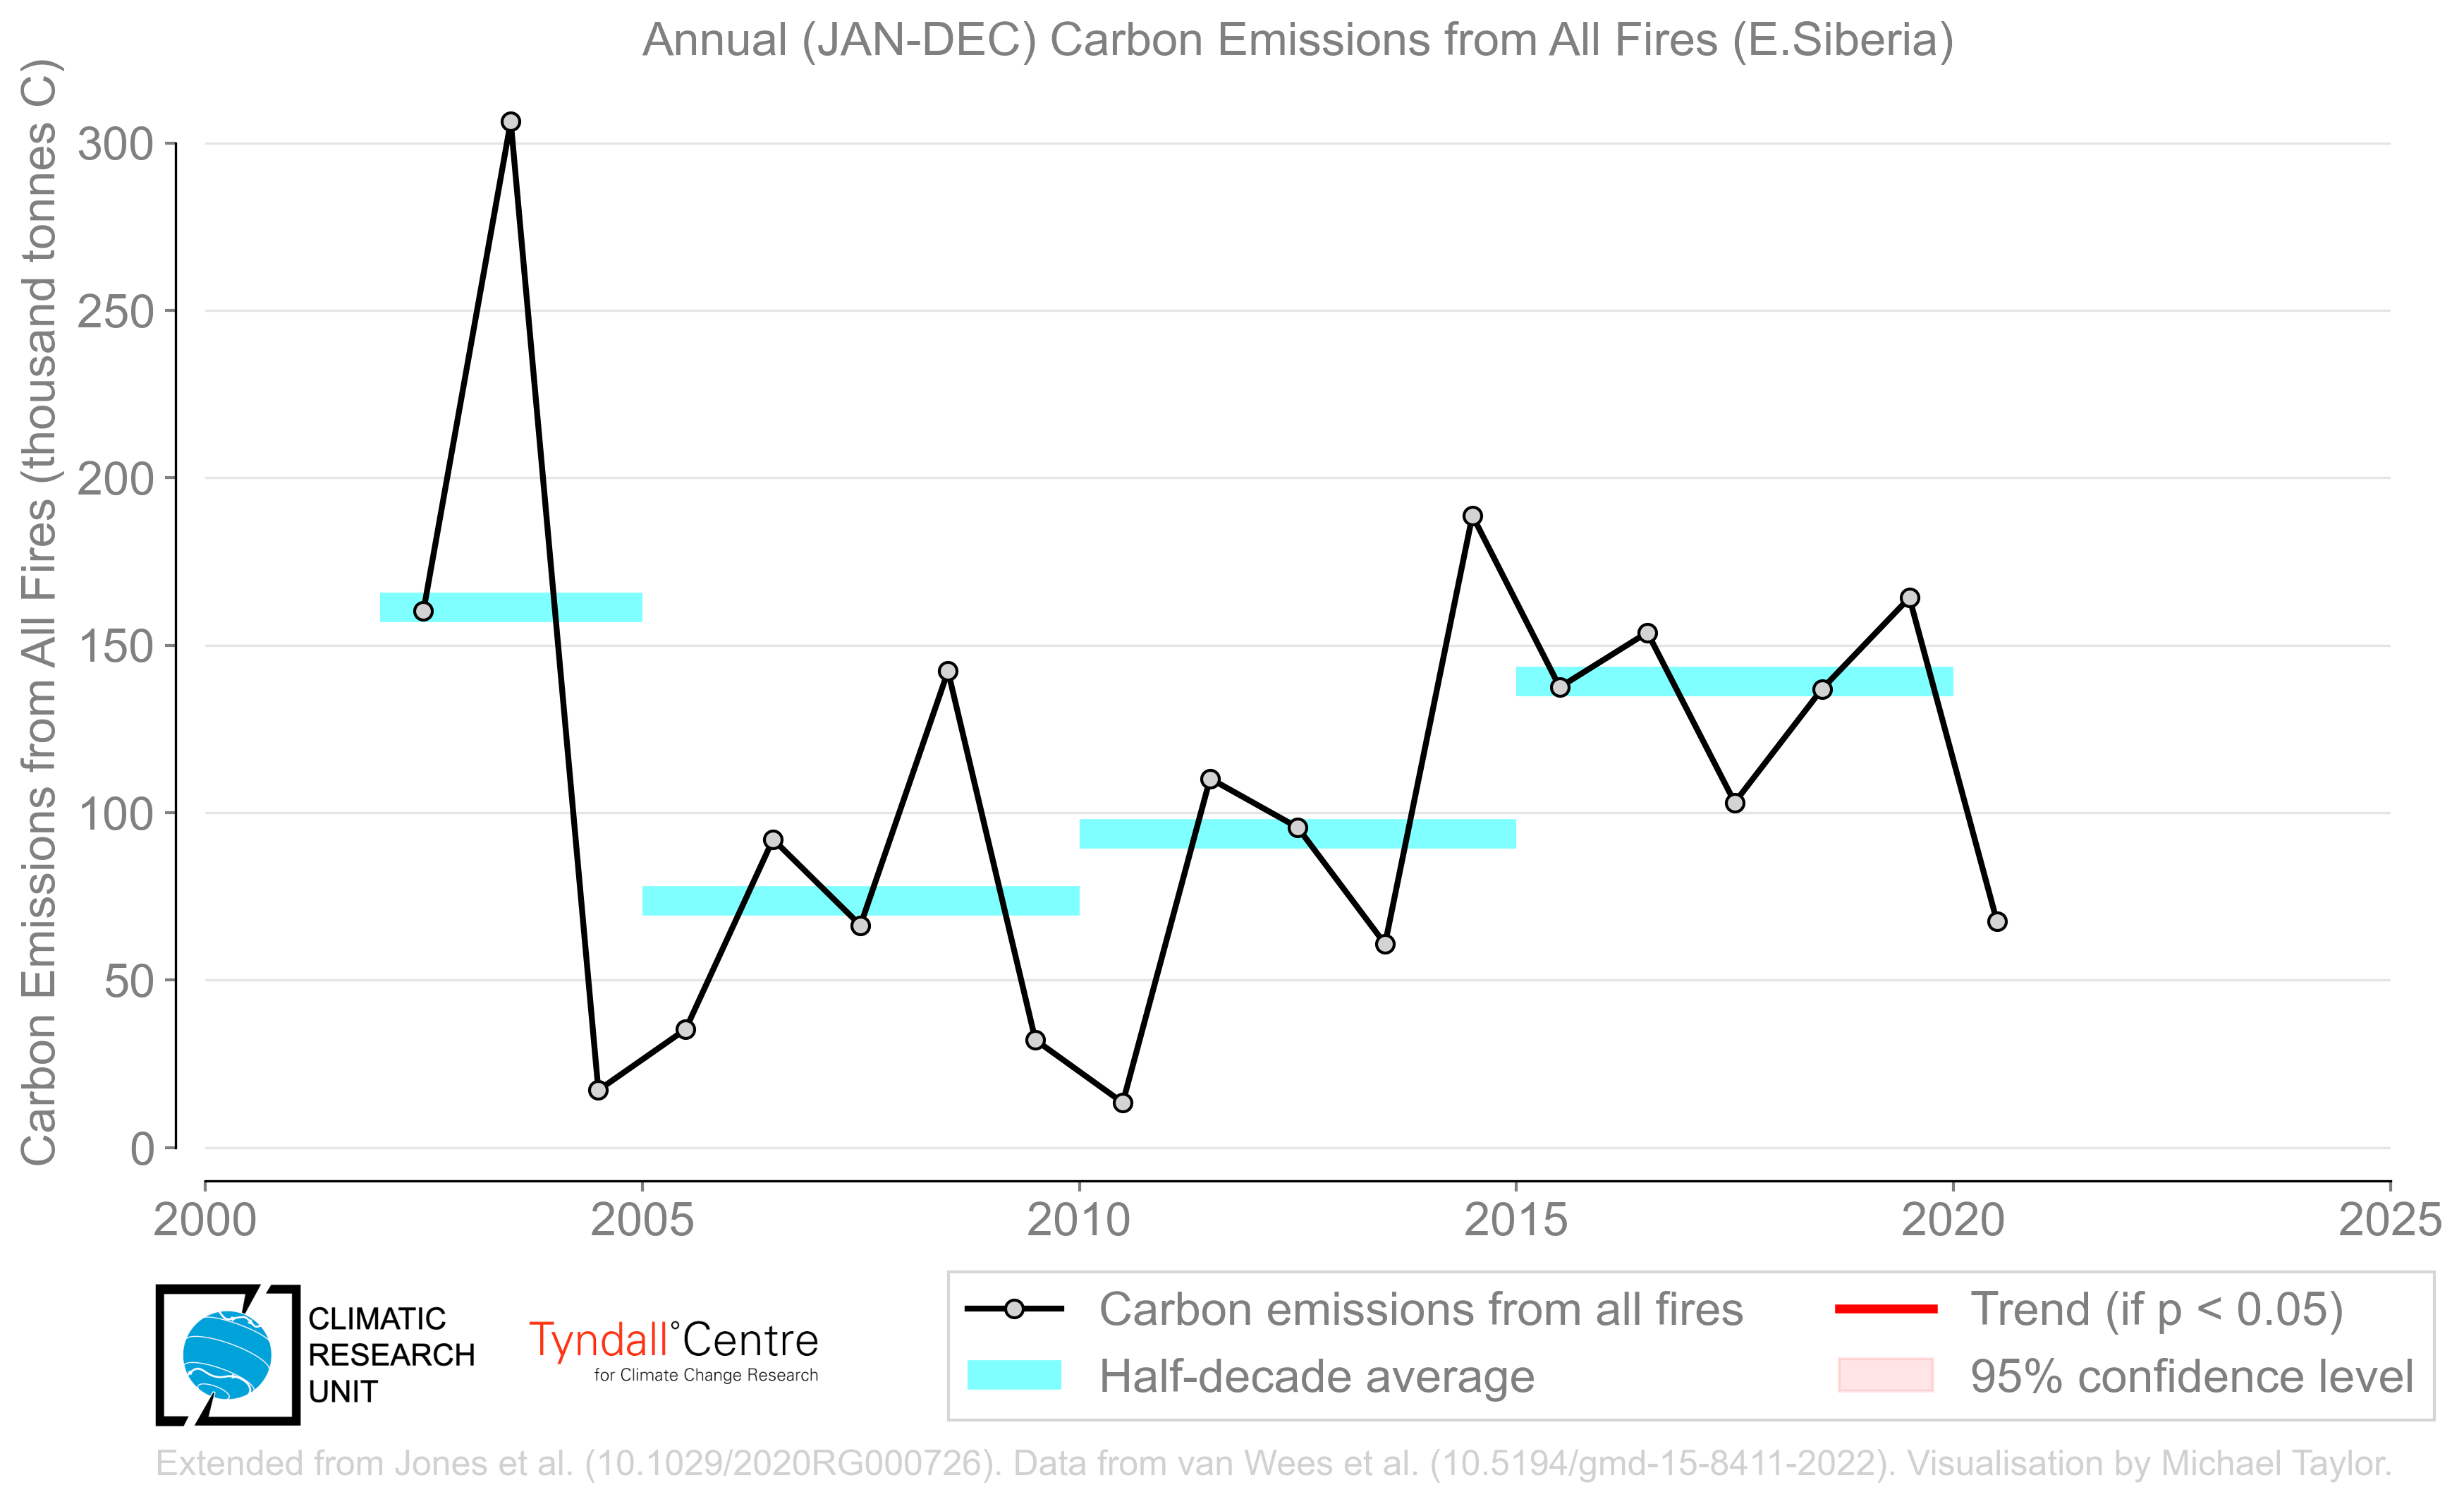 Annual (JAN-DEC) Carbon Emissions from All Fires (E.Siberia)
Carbon Emissions from All Fires (thousand tonnes C)
300
250
200
150
100
50
0
2000 2005 2010 2015 2020 2025
CLIMATIC
RESEARCH
UNIT
Tyndall°Centre
for Climate Change Research
Carbon emissions from all fires
Half-decade average
Trend (if p < 0.05)
95% confidence level
Extended from Jones et al. (10.1029/2020RG000726). Data from van Wees et al. (10.5194/gmd-15-8411-2022). Visualisation by Michael Taylor.